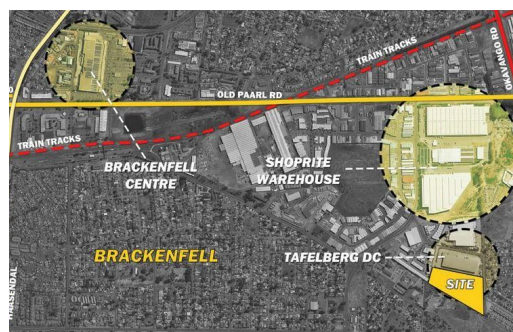 OKAVANGO RD
TRAIN TRACKS
OLD PAARL RD
TRAIN TRACKS
BRACKENFELL
CENTRE
SHOPRITE
WAREHOUSE
BRACKENFELL
TAFELBERG DC
SITE